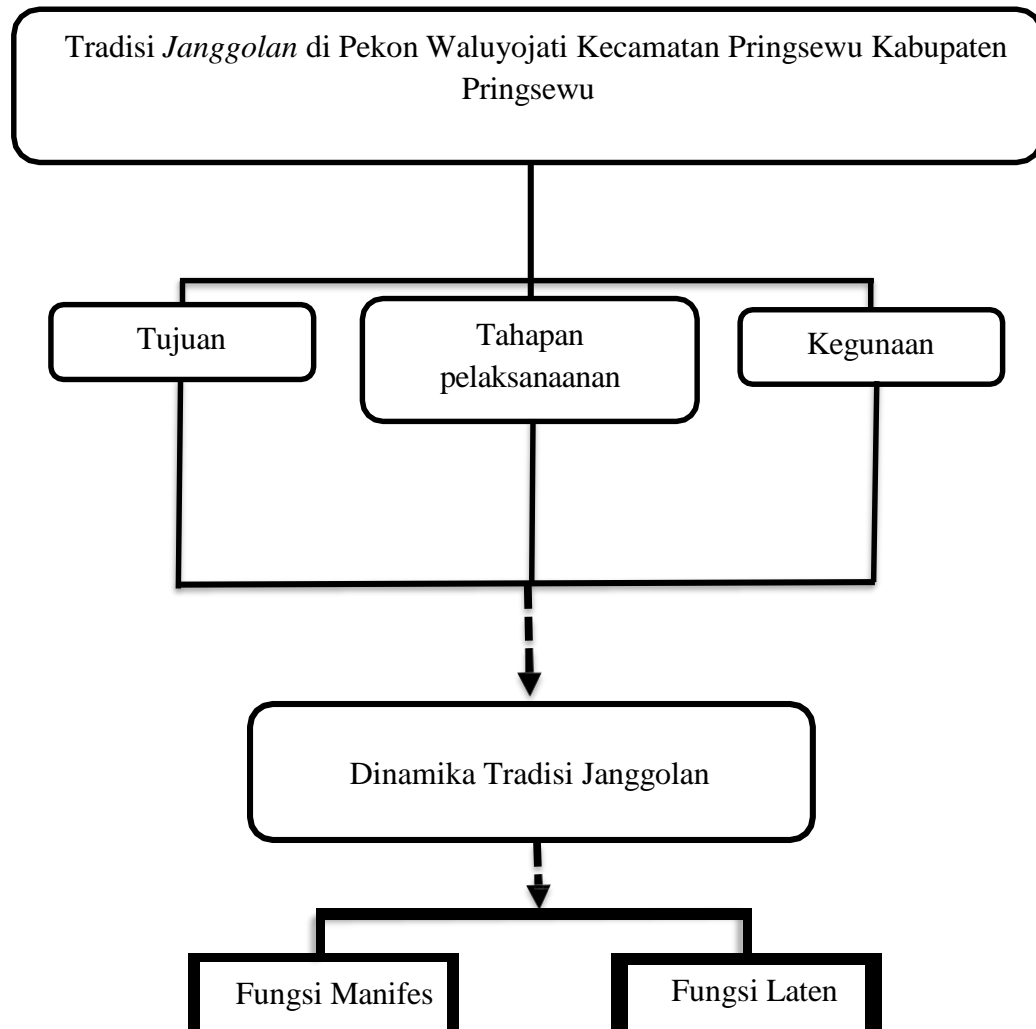 Tradisi Janggolan di Pekon Waluyojati Kecamatan Pringsewu Kabupaten
Pringsewu
Tujuan
Tahapan
pelaksanaanan
Kegunaan
Dinamika Tradisi Janggolan
Fungsi Manifes
Fungsi Laten